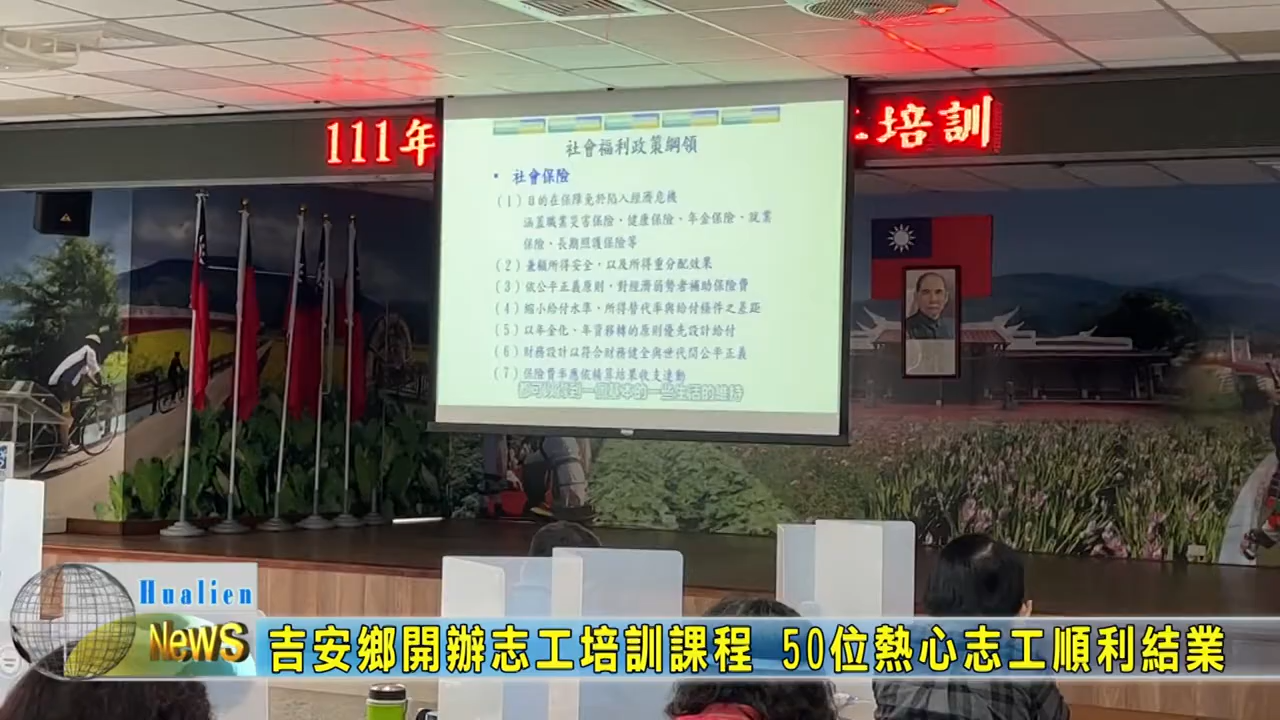 111年
工培訓
社會福利政策綱領
▪ 社會保險
(1)目的在保障免於陷入經濟危機
涵蓋職業災害保險、健康保險、年金保險、就業
保險、長期照護保險等
(2)兼顧所得安全，以及所得重分配效果
(3)依公平正義原則，對經濟弱勢者補助保險費
(4)縮小給付水準、所得替代率與給付條件之差距
(5)以年金化、年資移轉的原則優先設計給付
(6)財務設計以符合財務健全與世代間公平正義
(7)保險費率應依精算結果收支連動
都可以得到一個基本的一些生活的維持
Hualien
News
吉安鄉開辦志工培訓課程 50位熱心志工順利結業